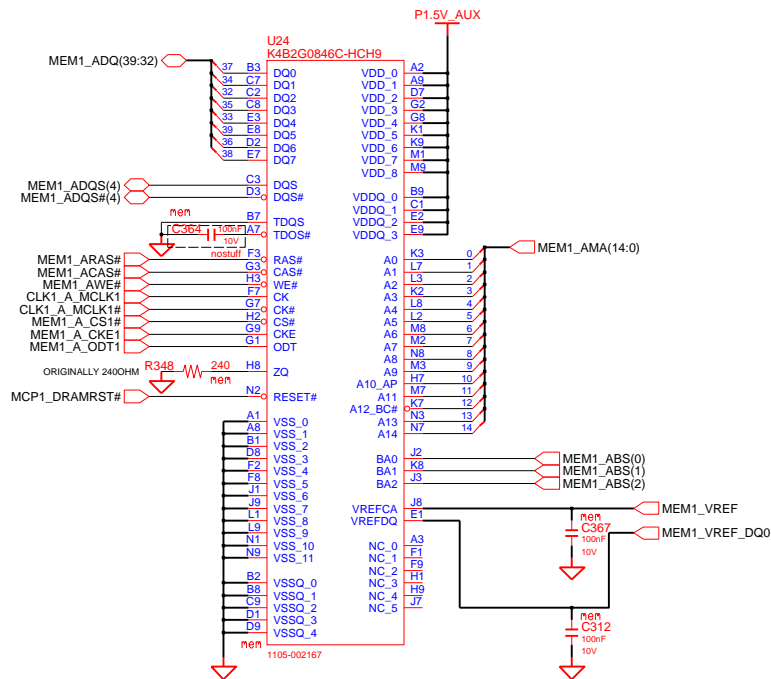 P1.5V_AUX
U24
K4B2G0846C-HCH9
MEM1_ADQ(39:32)
37 B3 DQ0 VDD_0 A2
34 C7 DQ1 VDD_1 A9
32 C2 DQ2 VDD_2 D7
35 C8 DQ3 VDD_3 G2
33 E3 DQ4 VDD_4 G8
39 E8 DQ5 VDD_5 K1
36 D2 DQ6 VDD_6 K9
38 E7 DQ7 VDD_7 M1
VDD_8 M9
MEM1_ADQS(4) C3 DQS
MEM1_ADQS#(4) D3 DQS# VDDQ_0 B9
VDDQ_1 C1
mem
B7 TDQS VDDQ_2 E2
C364 100nF A7 TDOS# VDDQ_3 E9
10V
nostuff
MEM1_AMA(14:0)
MEM1_ARAS# F3 RAS# A0 K3 0
MEM1_ACAS# G3 CAS# A1 L7 1
MEM1_AWE# H3 WE# A2 L3 2
CLK1_A_MCLK1 F7 CK A3 K2 3
CLK1_A_MCLK1# G7 CK# A4 L8 4
MEM1_A_CS1# H2 CS# A5 L2 5
MEM1_A_CKE1 G9 CKE A6 M8 6
MEM1_A_ODT1 G1 ODT A7 M2 7
A8 N8 8
ORIGINALLY 240OHM R348 240 H8 ZQ A9 M3 9
mem
A10_AP H7 10
MCP1_DRAMRST# N2 RESET# A11 M7 11
A12_BC# K7 12
A1 VSS_0 A13 N3 13
A8 VSS_1 A14 N7 14
B1 VSS_2
D8 VSS_3 BA0 J2 MEM1_ABS(0)
F2 VSS_4 BA1 K8 MEM1_ABS(1)
F8 VSS_5 BA2 J3 MEM1_ABS(2)
J1 VSS_6
J9 VSS_7 VREFCA J8 MEM1_VREF
L1 VSS_8 VREFDQ E1
mem
L9 VSS_9 C367 MEM1_VREF_DQ0
100nF
10V
N1 VSS_10 NC_0 A3
N9 VSS_11 NC_1 F1
NC_2 F9
B2 VSSQ_0 NC_3 H1
B8 VSSQ_1 NC_4 H9
C9 VSSQ_2 NC_5 J7
D1 VSSQ_3
D9 VSSQ_4
mem
C312
100nF
10V
mem
1105-002167